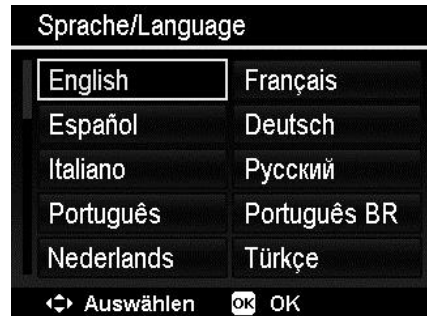 Sprache/Language
English Français
Español Deutsch
Italiano Русский
Português Português BR
Nederlands Türkçe
Auswählen OK OK